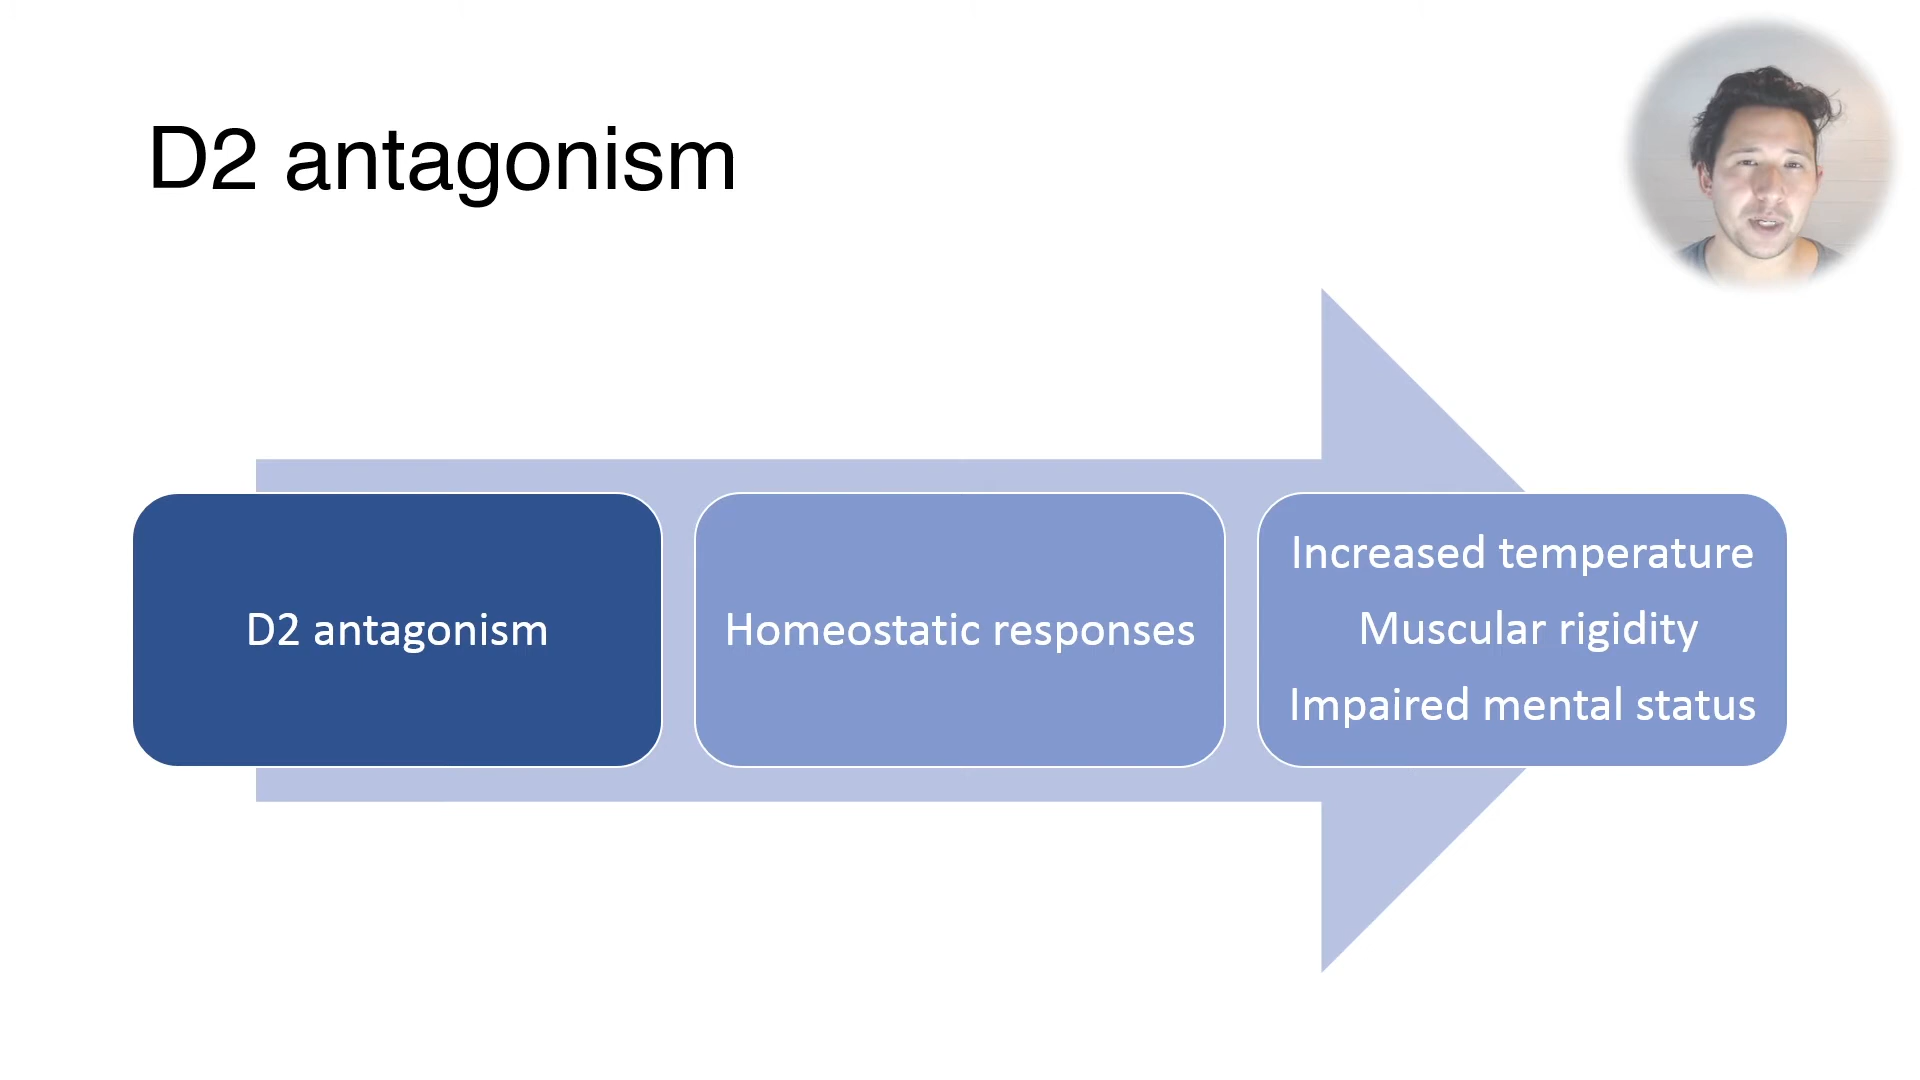 D2 antagonism
D2 antagonism
Homeostatic responses
Increased temperature
Muscular rigidity
Impaired mental status